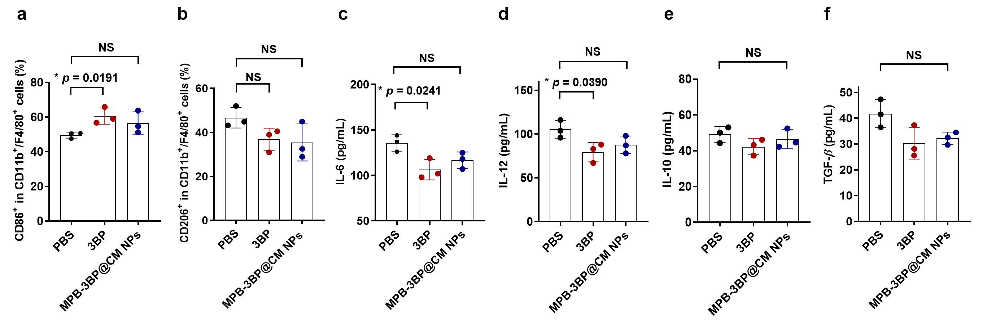 a
CD86+ in CD11b+/F4/80+ cells (%)
NS
* p = 0.0191
80
60
40
20
0
PBS
3BP
MPB-3BP@CM NPs
b
CD206+ in CD11b+/F4/80+ cells (%)
NS
NS
60
40
20
0
PBS
3BP
MPB-3BP@CM NPs
c
IL-6 (pg/mL)
NS
* p = 0.0241
200
150
100
50
PBS
3BP
MPB-3BP@CM NPs
d
IL-12 (pg/mL)
NS
* p = 0.0390
150
100
50
0
PBS
3BP
MPB-3BP@CM NPs
e
IL-10 (pg/mL)
NS
80
60
40
20
0
PBS
3BP
MPB-3BP@CM NPs
f
TGF-β (pg/mL)
NS
50
40
30
20
10
0
PBS
3BP
MPB-3BP@CM NPs